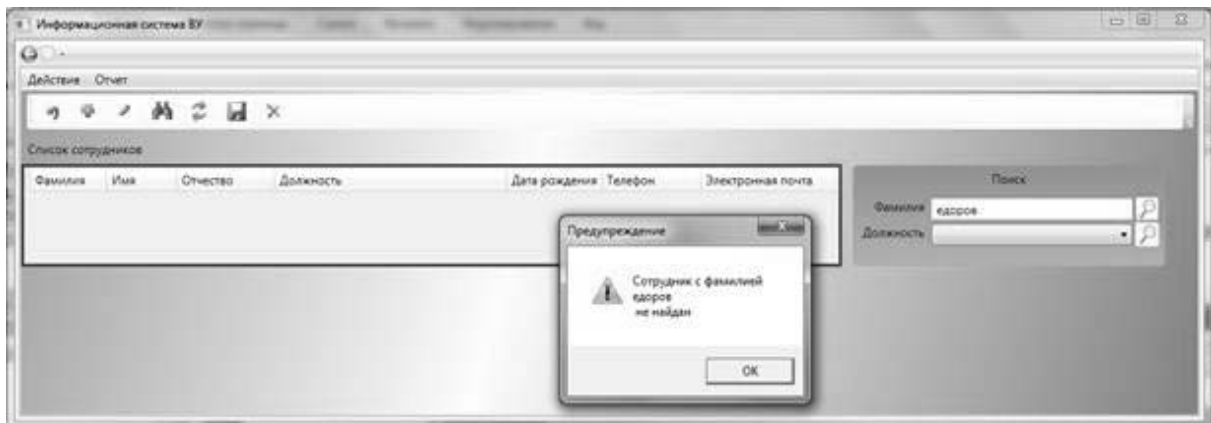 Информационная система ВУ
Действие Отчет
Список сотрудников
Фамилия Имя Отчество Должность Дата рождения Телефон Электронная почта
Поиск
Фамилия едоров
Должность
Предупреждение
Сотрудник с фамилией
едоров
не найдан
OK